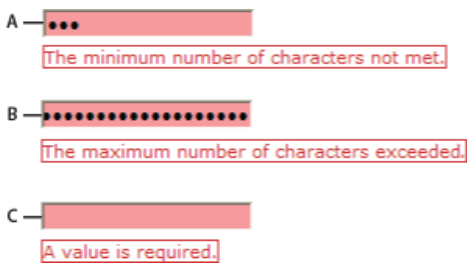 A
The minimum number of characters not met.
B
The maximum number of characters exceeded.
C
A value is required.